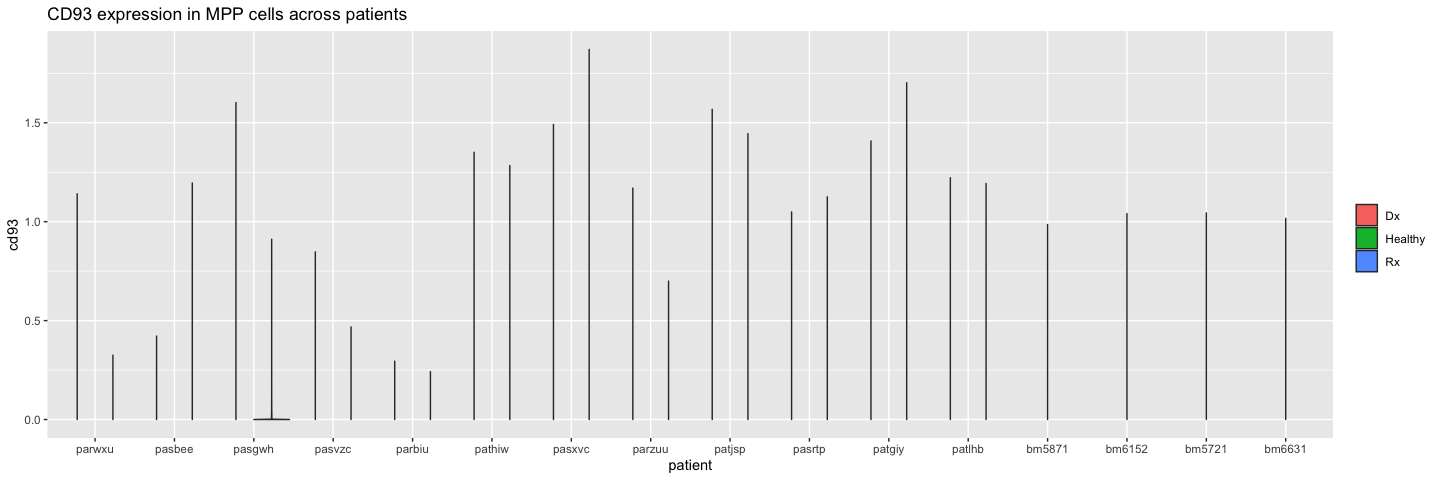 CD93 expression in MPP cells across patients
cd93
1.5
1.0
0.5
0.0
parwxu pasbee pasgwh pasvzc parbiu pathiw pasxvc parzuu patjsp pasrtp patgiy patlhb bm5871 bm6152 bm5721 bm6631
patient
Dx
Healthy
Rx